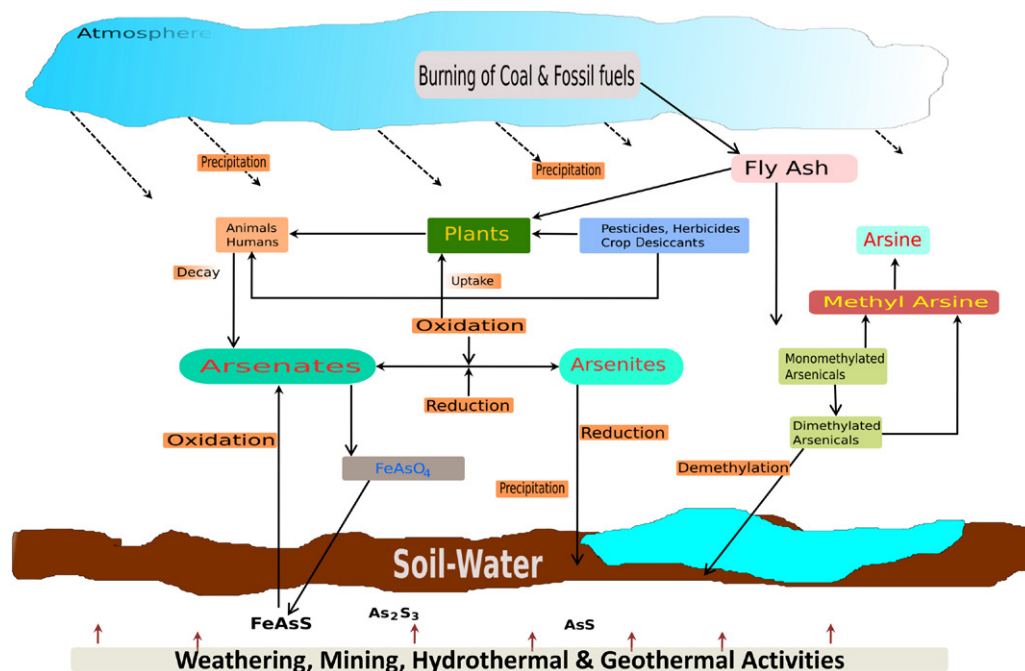 Atmosphere
Burning of Coal & Fossil fuels
Precipitation
Precipitation
Fly Ash
Animals
Humans
Plants
Pesticides, Herbicides
Crop Desiccants
Arsine
Decay
Uptake
Methyl Arsine
Oxidation
Arsenates
Arsenites
Monomethylated
Arsenicals
Reduction
Oxidation
Reduction
Dimethylated
Arsenicals
FeAsO₄
Demethylation
Precipitation
Soil-Water
FeAsS
As₂S₃
AsS
Weathering, Mining, Hydrothermal & Geothermal Activities